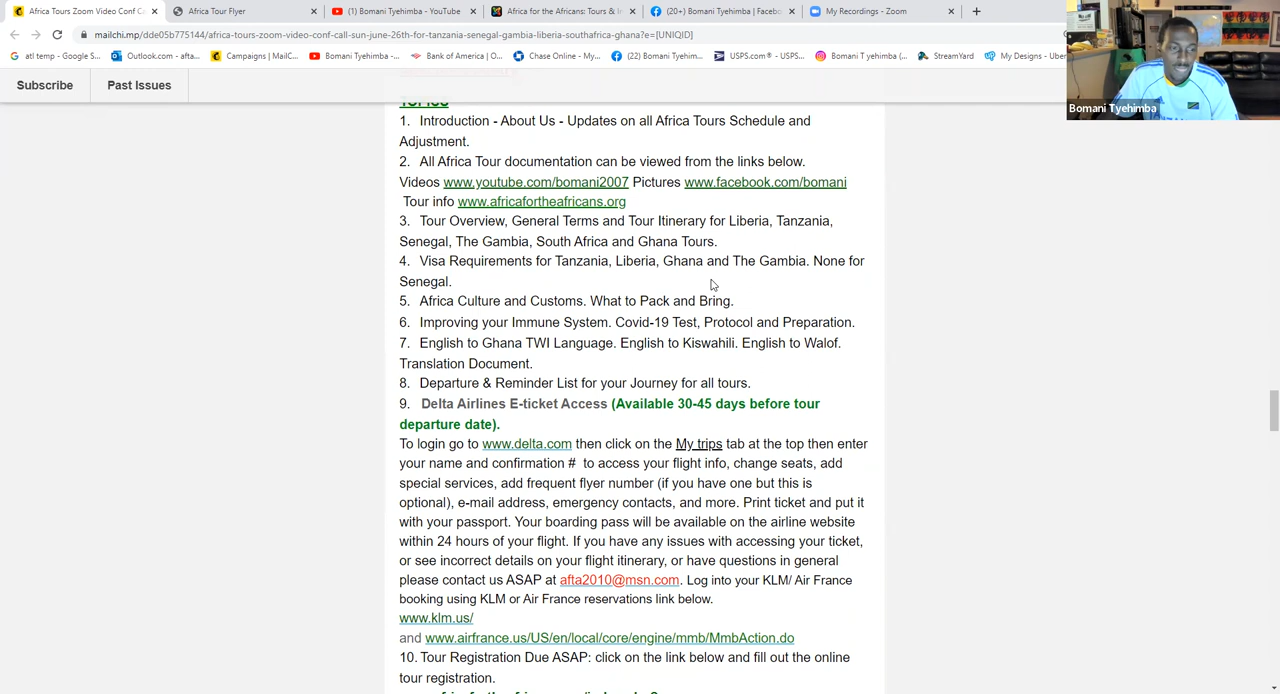 Africa Tours Zoom Video Conf Ca
Africa Tour Flyer
(1) Bomani Tyehimba - YouTube
Africa for the Africans: Tours & In
(20+) Bomani Tyehimba | Faceb
My Recordings - Zoom
mailchi.mp/dde05b775144/africa-tours-zoom-video-conf-call-sun-june-26th-for-tanzania-senegal-gambia-liberia-southafrica-ghana?e=[UNIQID]
atl temp - Google S...
Outlook.com - afta...
Campaigns | MailC...
Bomani Tyehimba -...
Bank of America | O...
Chase Online - My...
(22) Bomani Tyehim...
USPS.com® - USPS...
Bomani T yehimba (...
StreamYard
My Designs - Uber
Subscribe
Past Issues
Bomani Tyehimba
TOPICS
1. Introduction - About Us - Updates on all Africa Tours Schedule and
Adjustment.
2. All Africa Tour documentation can be viewed from the links below.
Videos www.youtube.com/bomani2007 Pictures www.facebook.com/bomani
Tour info www.africafortheafricans.org
3. Tour Overview, General Terms and Tour Itinerary for Liberia, Tanzania,
Senegal, The Gambia, South Africa and Ghana Tours.
4. Visa Requirements for Tanzania, Liberia, Ghana and The Gambia. None for
Senegal.
5. Africa Culture and Customs. What to Pack and Bring.
6. Improving your Immune System. Covid-19 Test, Protocol and Preparation.
7. English to Ghana TWI Language. English to Kiswahili. English to Walof.
Translation Document.
8. Departure & Reminder List for your Journey for all tours.
9. Delta Airlines E-ticket Access (Available 30-45 days before tour
departure date).
To login go to www.delta.com then click on the My trips tab at the top then enter
your name and confirmation # to access your flight info, change seats, add
special services, add frequent flyer number (if you have one but this is
optional), e-mail address, emergency contacts, and more. Print ticket and put it
with your passport. Your boarding pass will be available on the airline website
within 24 hours of your flight. If you have any issues with accessing your ticket,
or see incorrect details on your flight itinerary, or have questions in general
please contact us ASAP at afta2010@msn.com. Log into your KLM/ Air France
booking using KLM or Air France reservations link below.
www.klm.us/
and www.airfrance.us/US/en/local/core/engine/mmb/MmbAction.do
10. Tour Registration Due ASAP: click on the link below and fill out the online
tour registration.